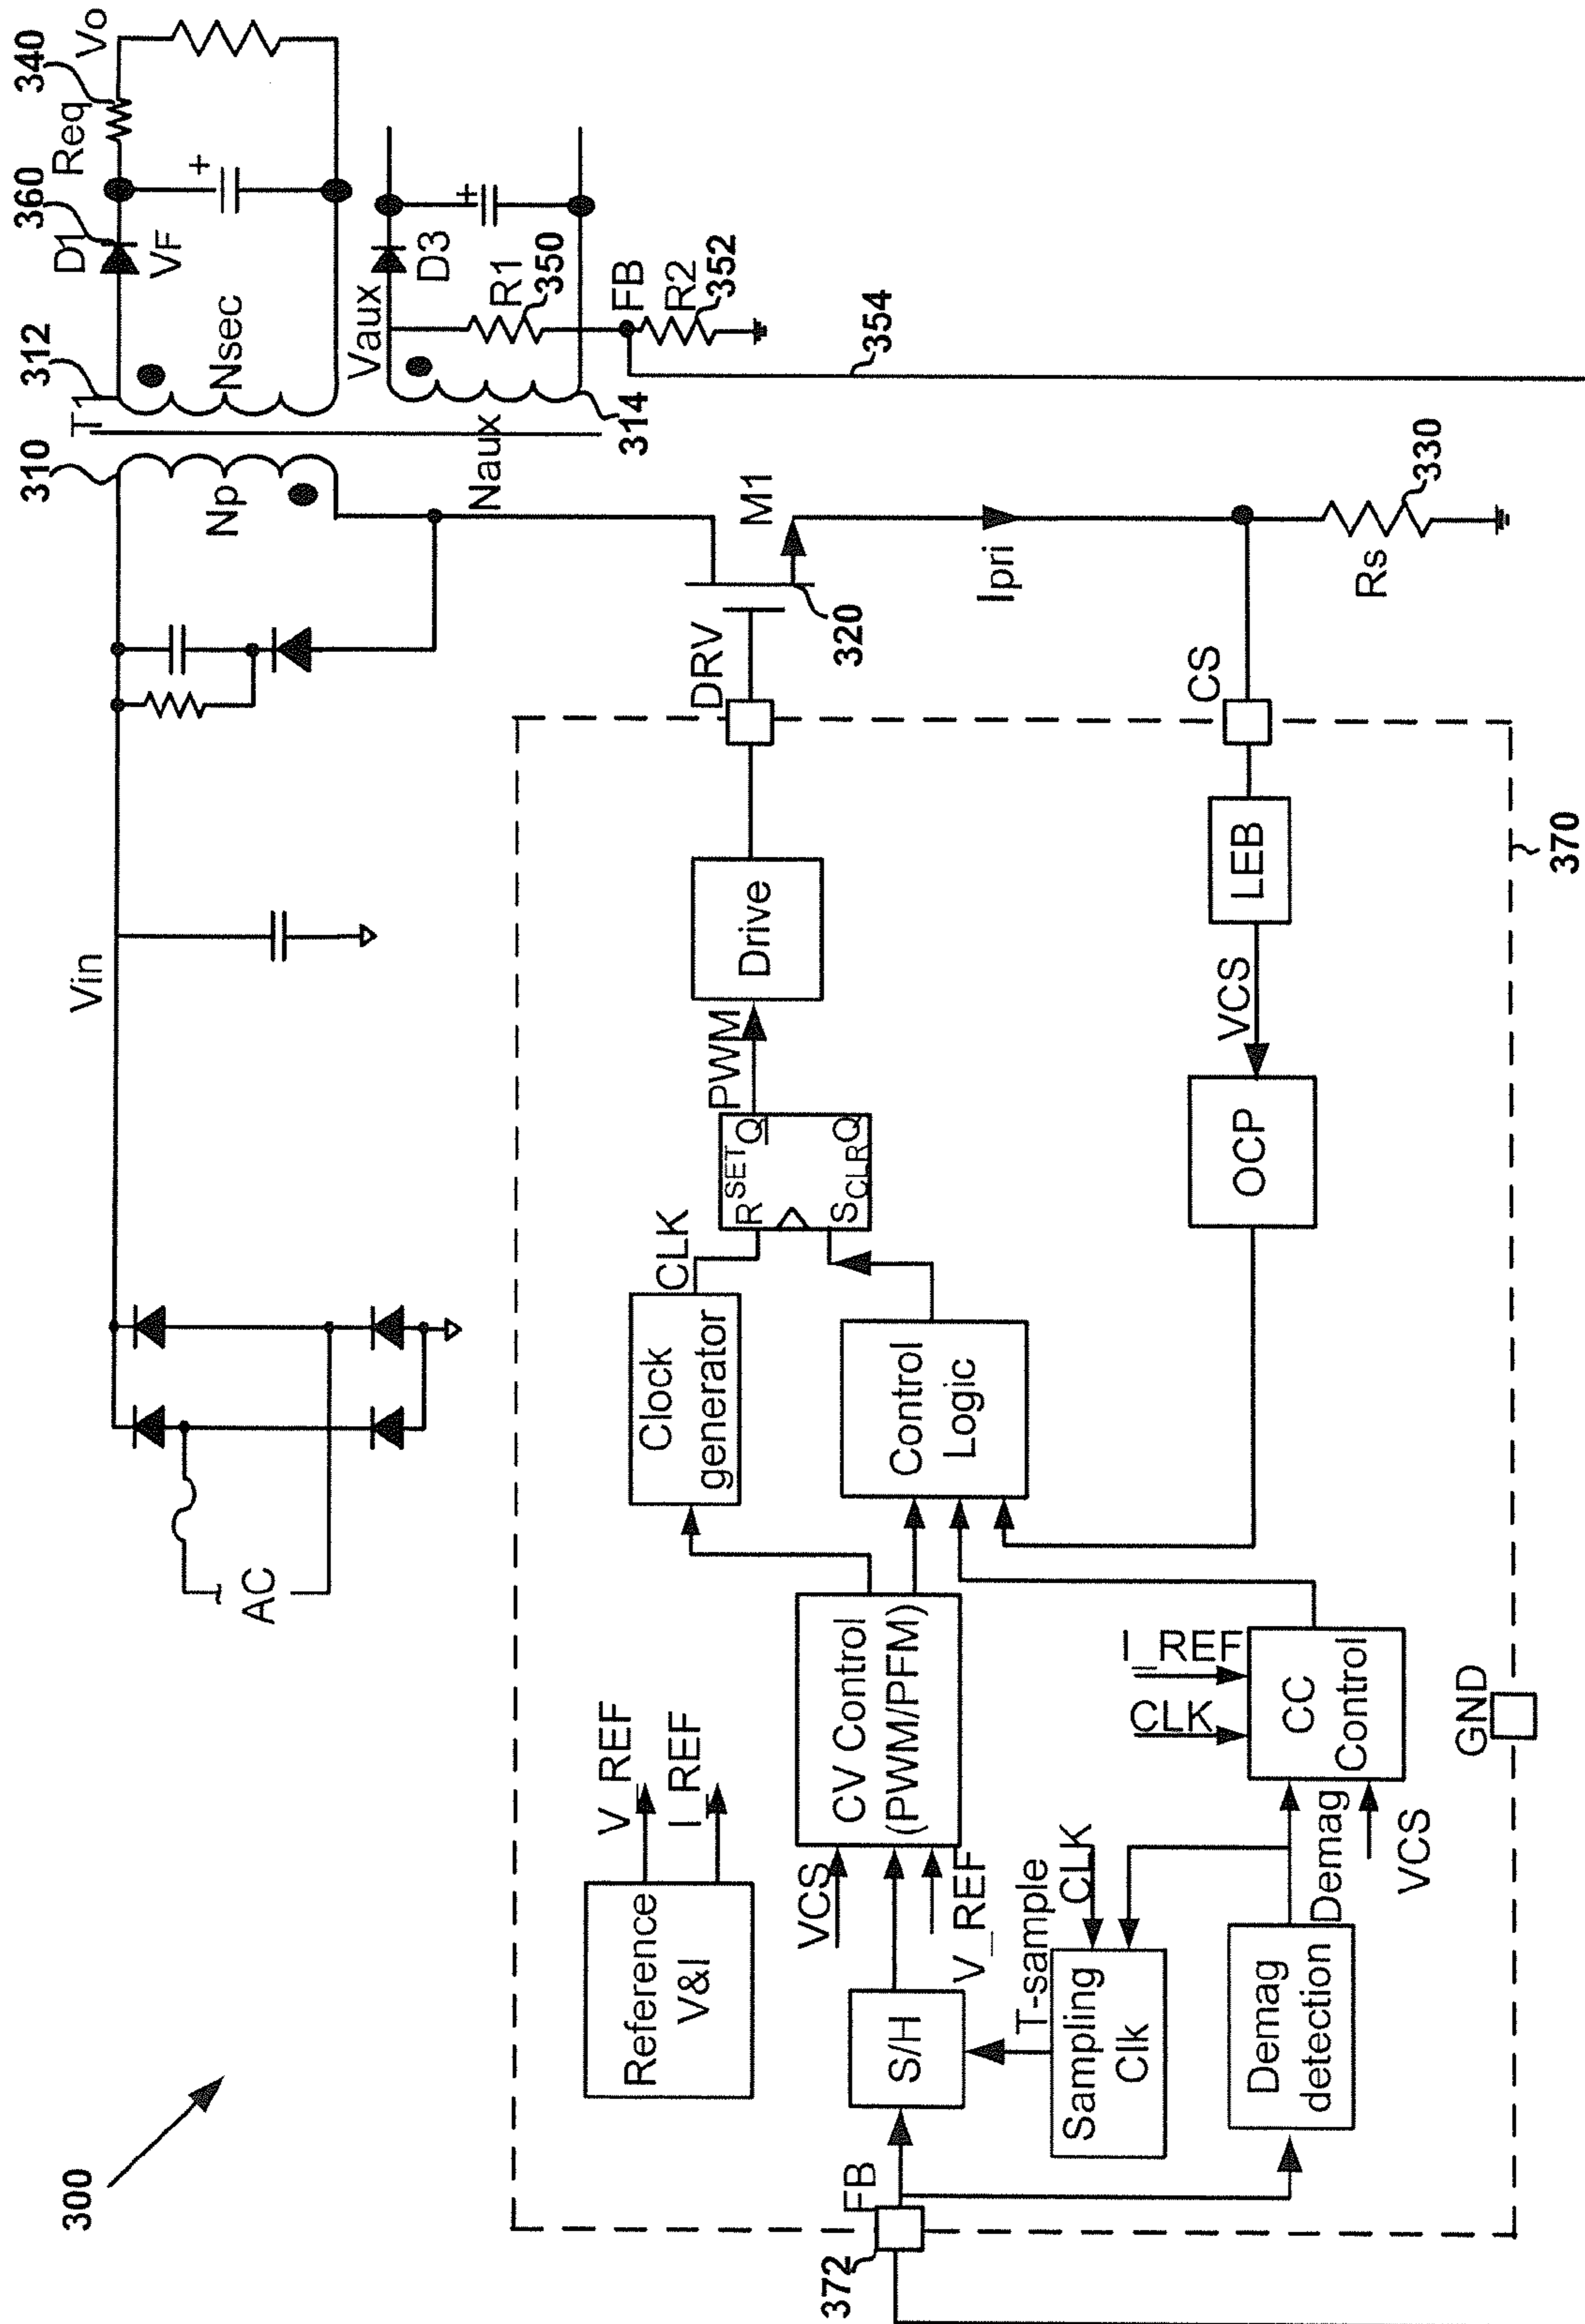 300
AC
~
Vin
310
Np
T1
312
Nsec
D1
360
VF
Req
340
Vo
Vaux
D3
R1
350
FB
R2
352
354
Naux
314
M1
320
Ipri
Rs
330
DRV
CS
370
Reference
V&I
V_REF
I_REF
Clock
generator
CLK
R SET Q
S CLR Q
PWM
Drive
Control
Logic
CV Control
(PWM/PFM)
VCS
V_REF
S/H
FB
372
T-sample
Sampling
Clk
CLK
Demag
detection
Demag
CC
Control
CLK
I_REF
VCS
OCP
VCS
LEB
GND